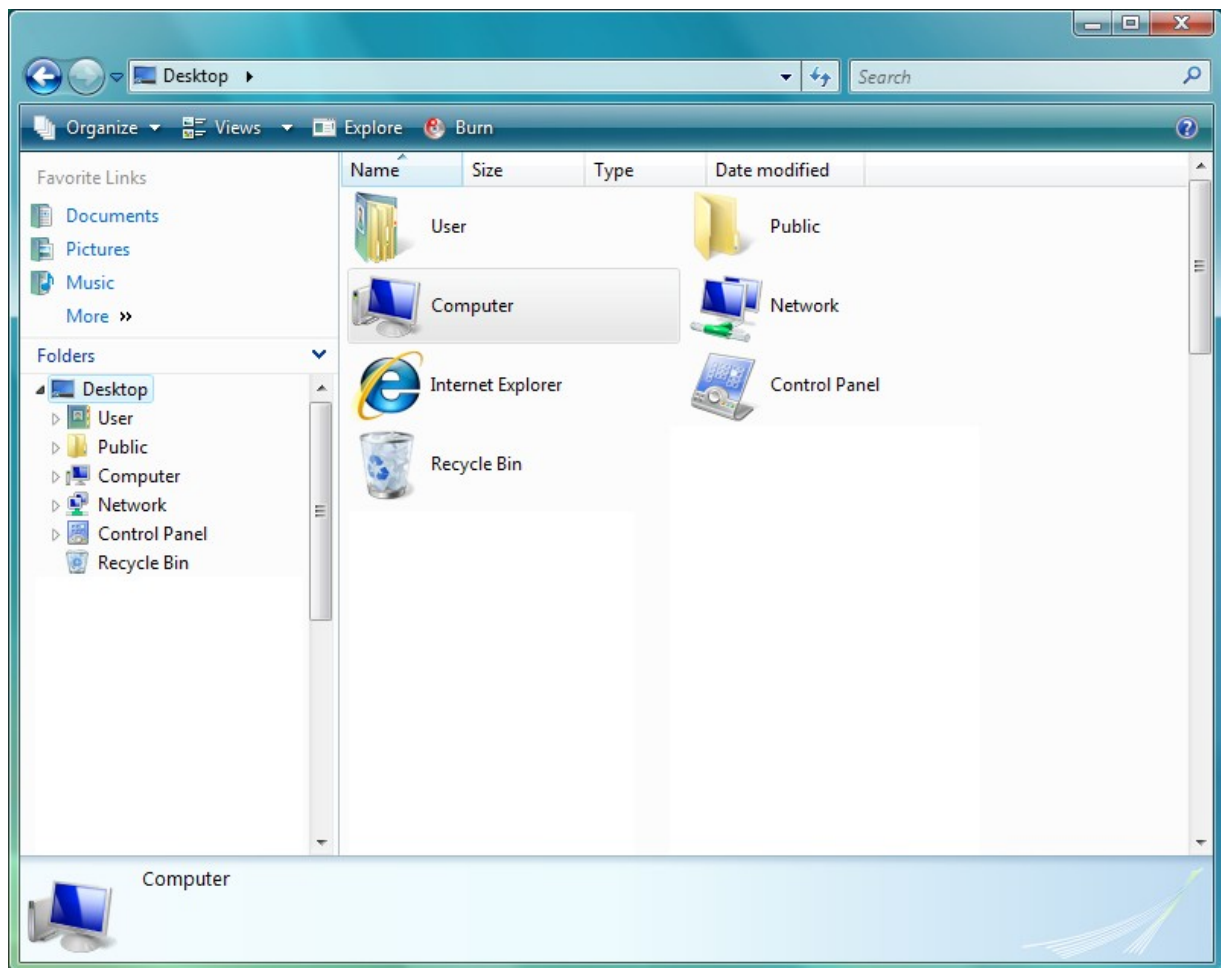 Desktop
Search
Organize Views Explore Burn
Favorite Links
Documents
Pictures
Music
More »
Folders
Desktop
User
Public
Computer
Network
Control Panel
Recycle Bin
Name Size Type Date modified
User Public
Computer Network
Internet Explorer Control Panel
Recycle Bin
Computer